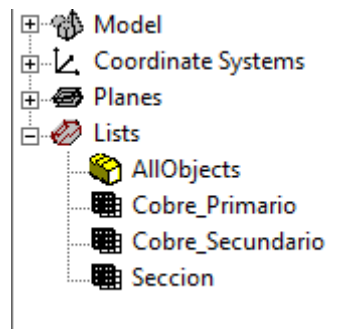 Model
Coordinate Systems
Planes
Lists
AllObjects
Cobre_Primario
Cobre_Secundario
Seccion